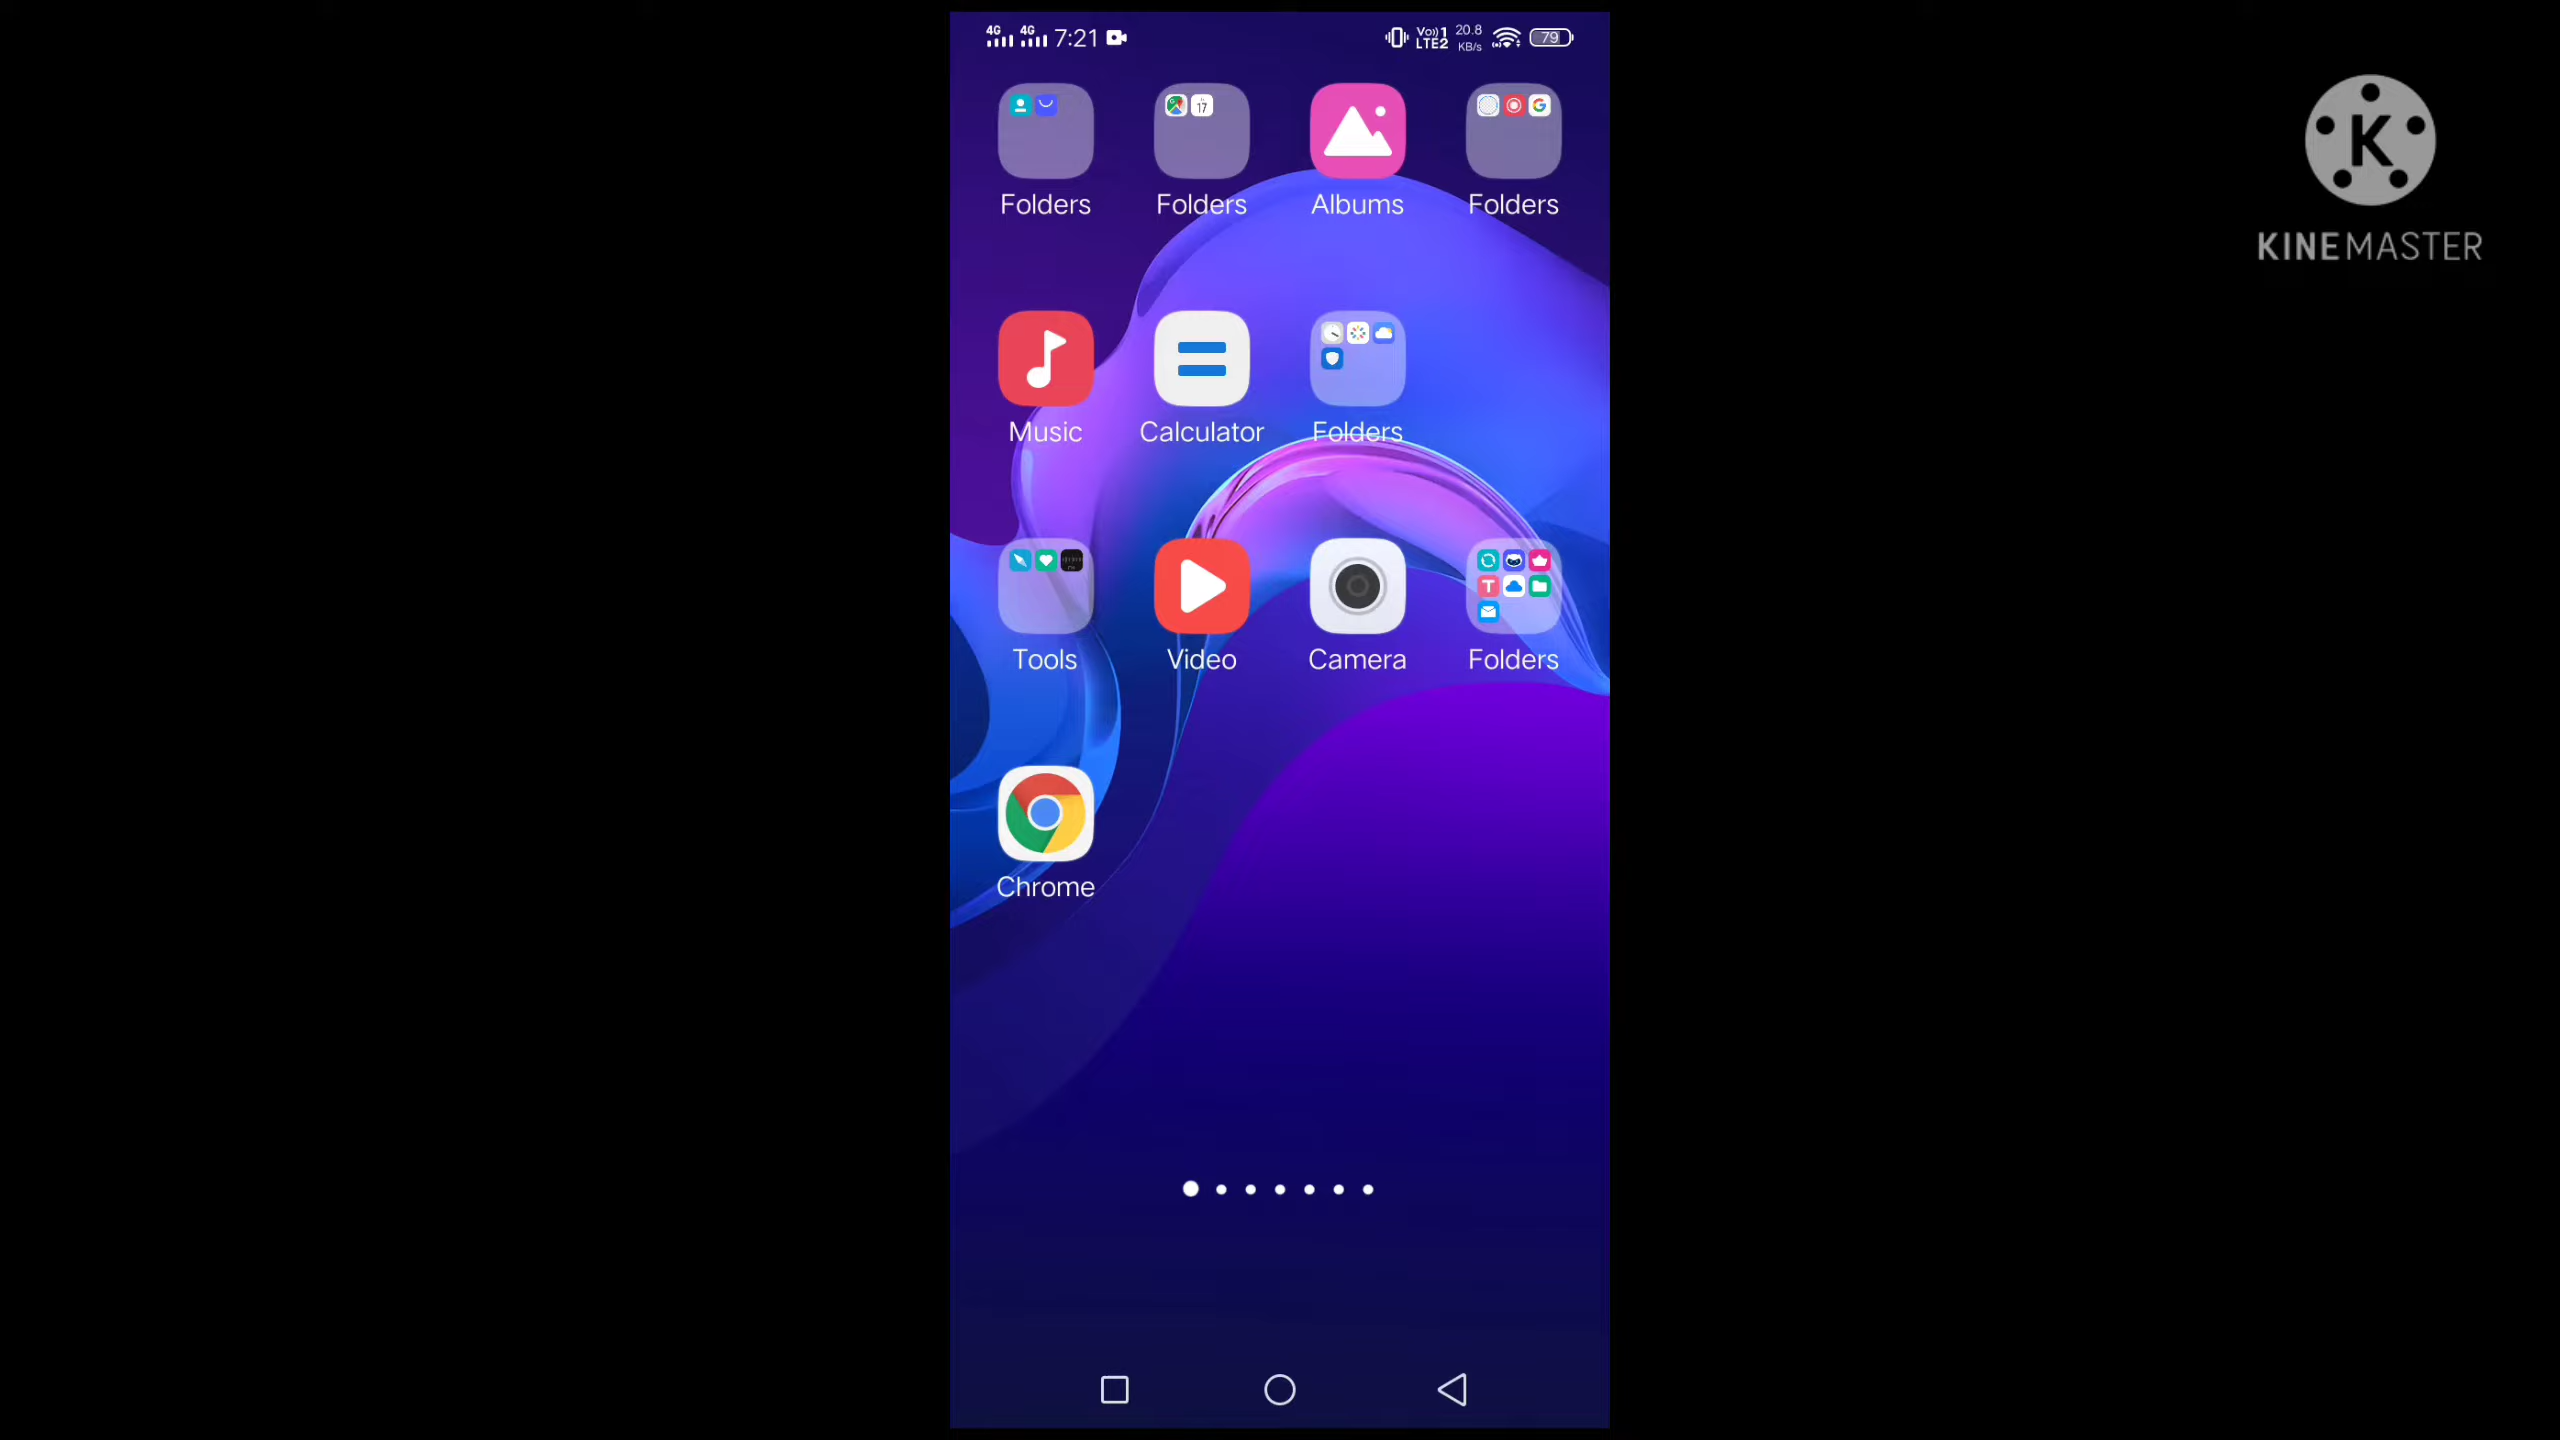 4G 4G 7:21
Vo))1 LTE2 20.8 KB/s 79
KINEMASTER
17
Folders Folders Albums Folders
Music Calculator Folders
Tools Video Camera Folders
Chrome